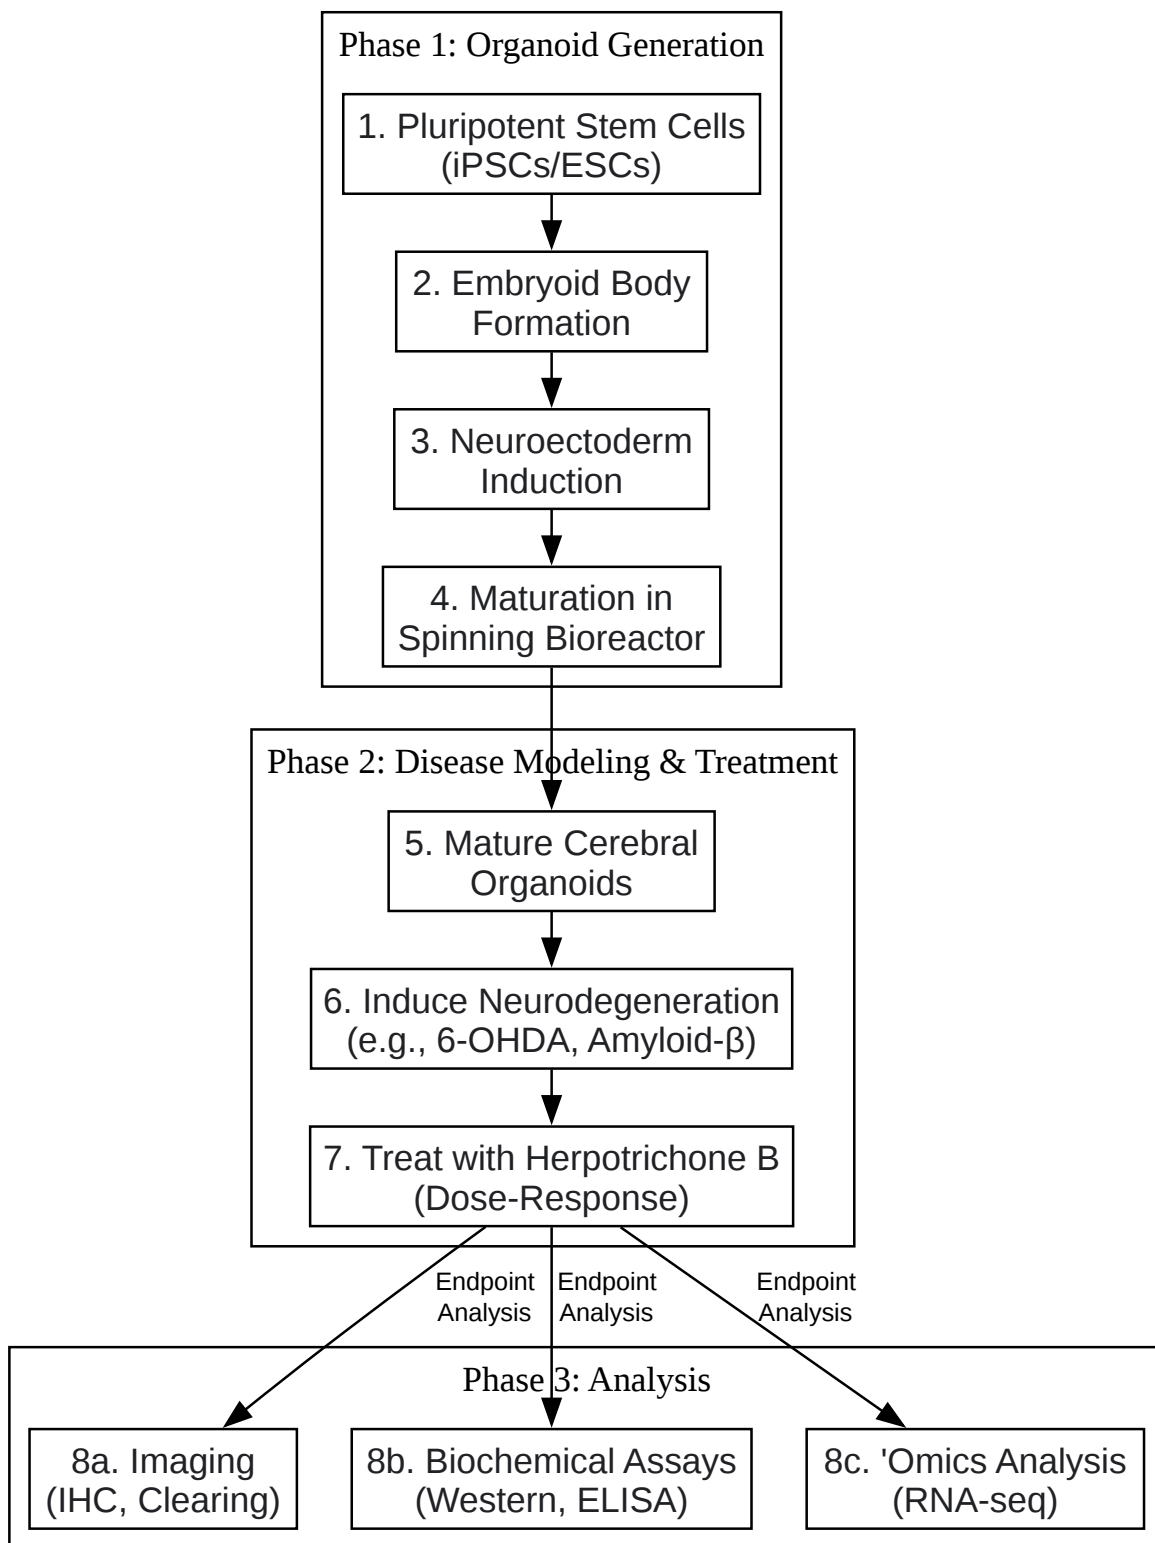 Phase 1: Organoid Generation
1. Pluripotent Stem Cells
(iPSCs/ESCs)
2. Embryoid Body
Formation
3. Neuroectoderm
Induction
4. Maturation in
Spinning Bioreactor
Phase 2: Disease Modeling & Treatment
5. Mature Cerebral
Organoids
6. Induce Neurodegeneration
(e.g., 6-OHDA, Amyloid-β)
7. Treat with Herpotrichone B
(Dose-Response)
Endpoint
Analysis
Endpoint
Analysis
Endpoint
Analysis
Phase 3: Analysis
8a. Imaging
(IHC, Clearing)
8b. Biochemical Assays
(Western, ELISA)
8c. 'Omics Analysis
(RNA-seq)